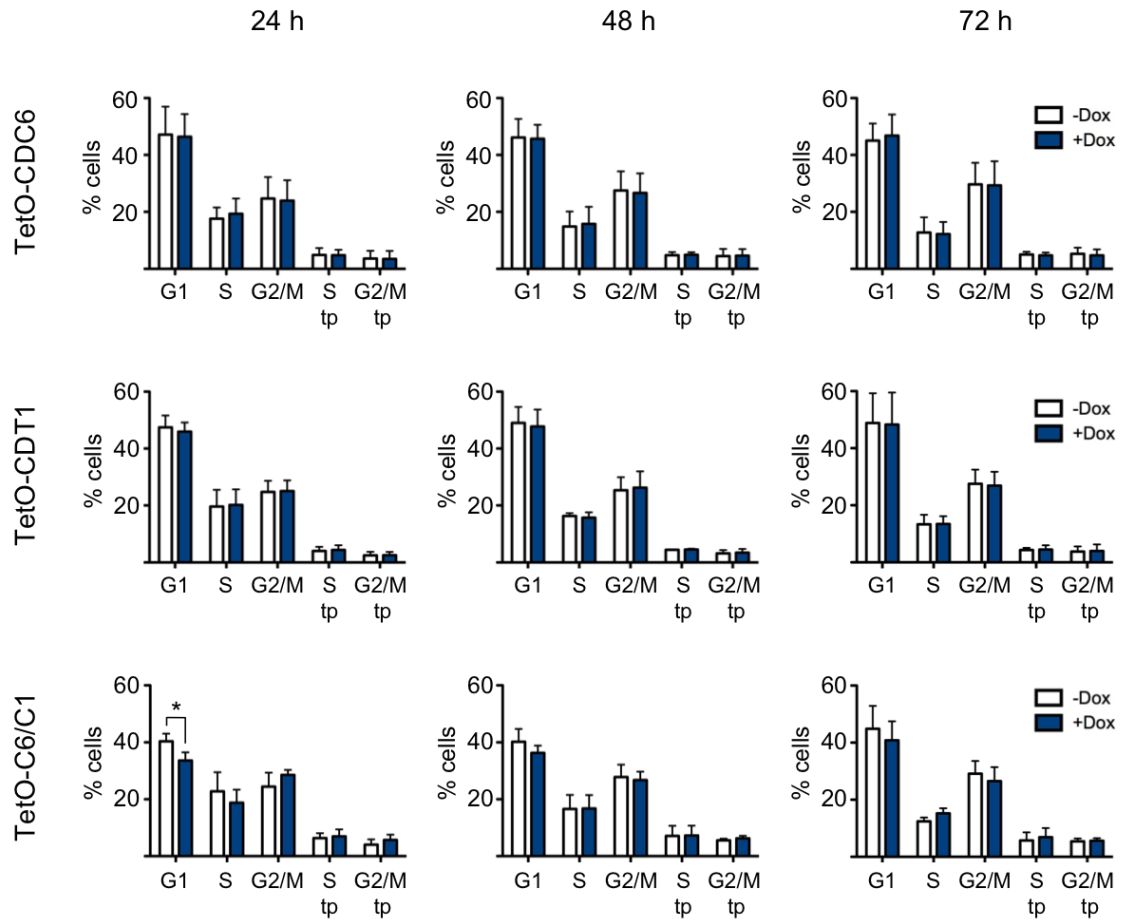 24 h 48 h 72 h
TetO-CDC6
% cells
60
40
20
G1 S G2/M S tp G2/M tp
% cells
60
40
20
G1 S G2/M S tp G2/M tp
% cells
60
40
20
G1 S G2/M S tp G2/M tp
-Dox
+Dox
TetO-CDT1
% cells
60
40
20
G1 S G2/M S tp G2/M tp
% cells
60
40
20
G1 S G2/M S tp G2/M tp
% cells
60
40
20
G1 S G2/M S tp G2/M tp
-Dox
+Dox
TetO-C6/C1
% cells
60
40
20
*
G1 S G2/M S tp G2/M tp
% cells
60
40
20
G1 S G2/M S tp G2/M tp
% cells
60
40
20
G1 S G2/M S tp G2/M tp
-Dox
+Dox